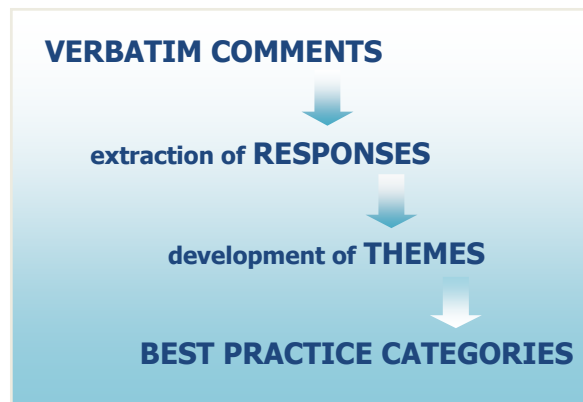 VERBATIM COMMENTS
extraction of RESPONSES
development of THEMES
BEST PRACTICE CATEGORIES